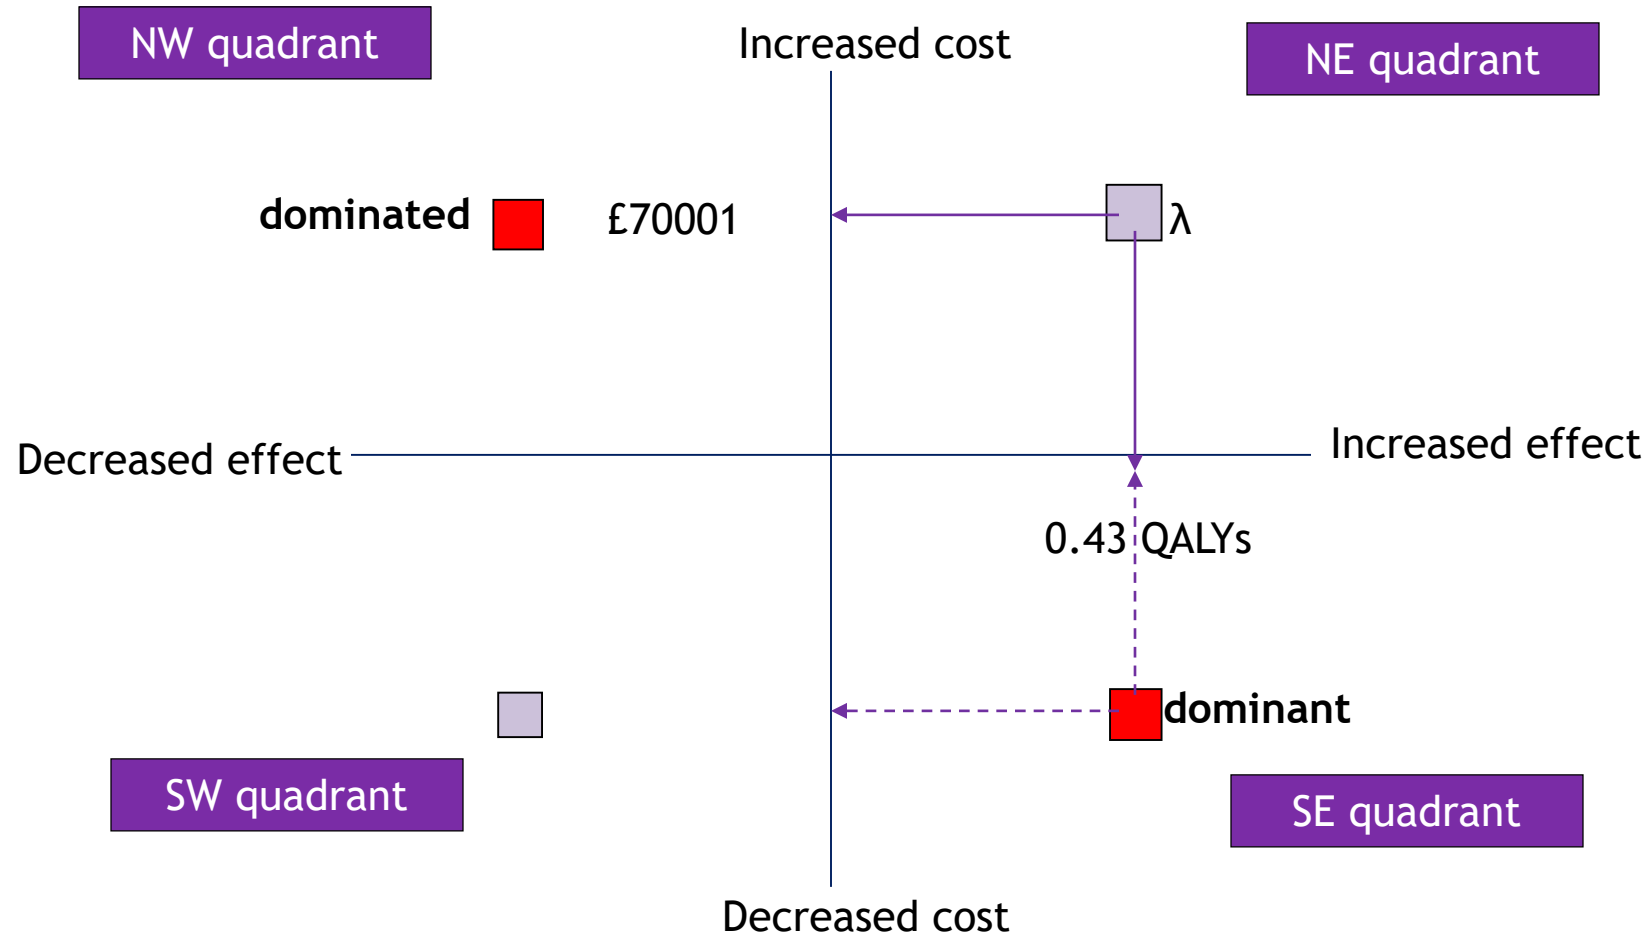 NW quadrant
Increased cost
NE quadrant
dominated
£70001
λ
Decreased effect
Increased effect
0.43 QALYs
dominant
SW quadrant
SE quadrant
Decreased cost